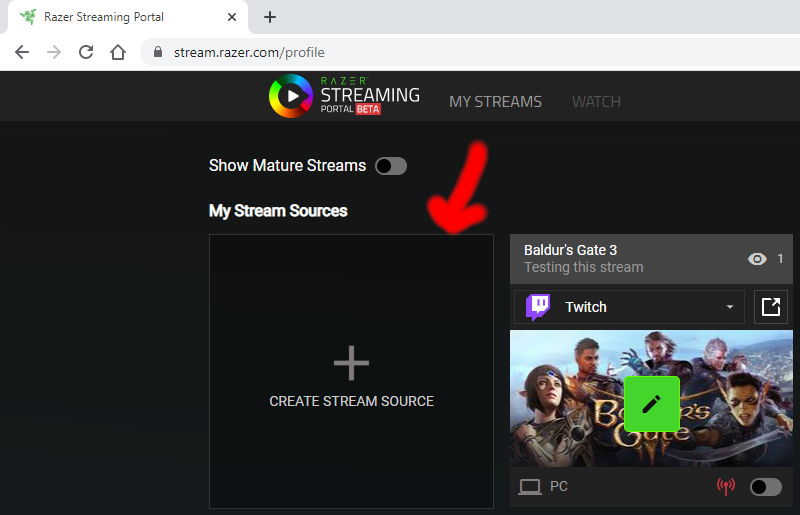 Razer Streaming Portal
stream.razer.com/profile
RAZER
STREAMING
PORTAL BETA
MY STREAMS
WATCH
Show Mature Streams
My Stream Sources
CREATE STREAM SOURCE
Baldur's Gate 3
1
Testing this stream
Twitch
Baldur's
Gate
PC